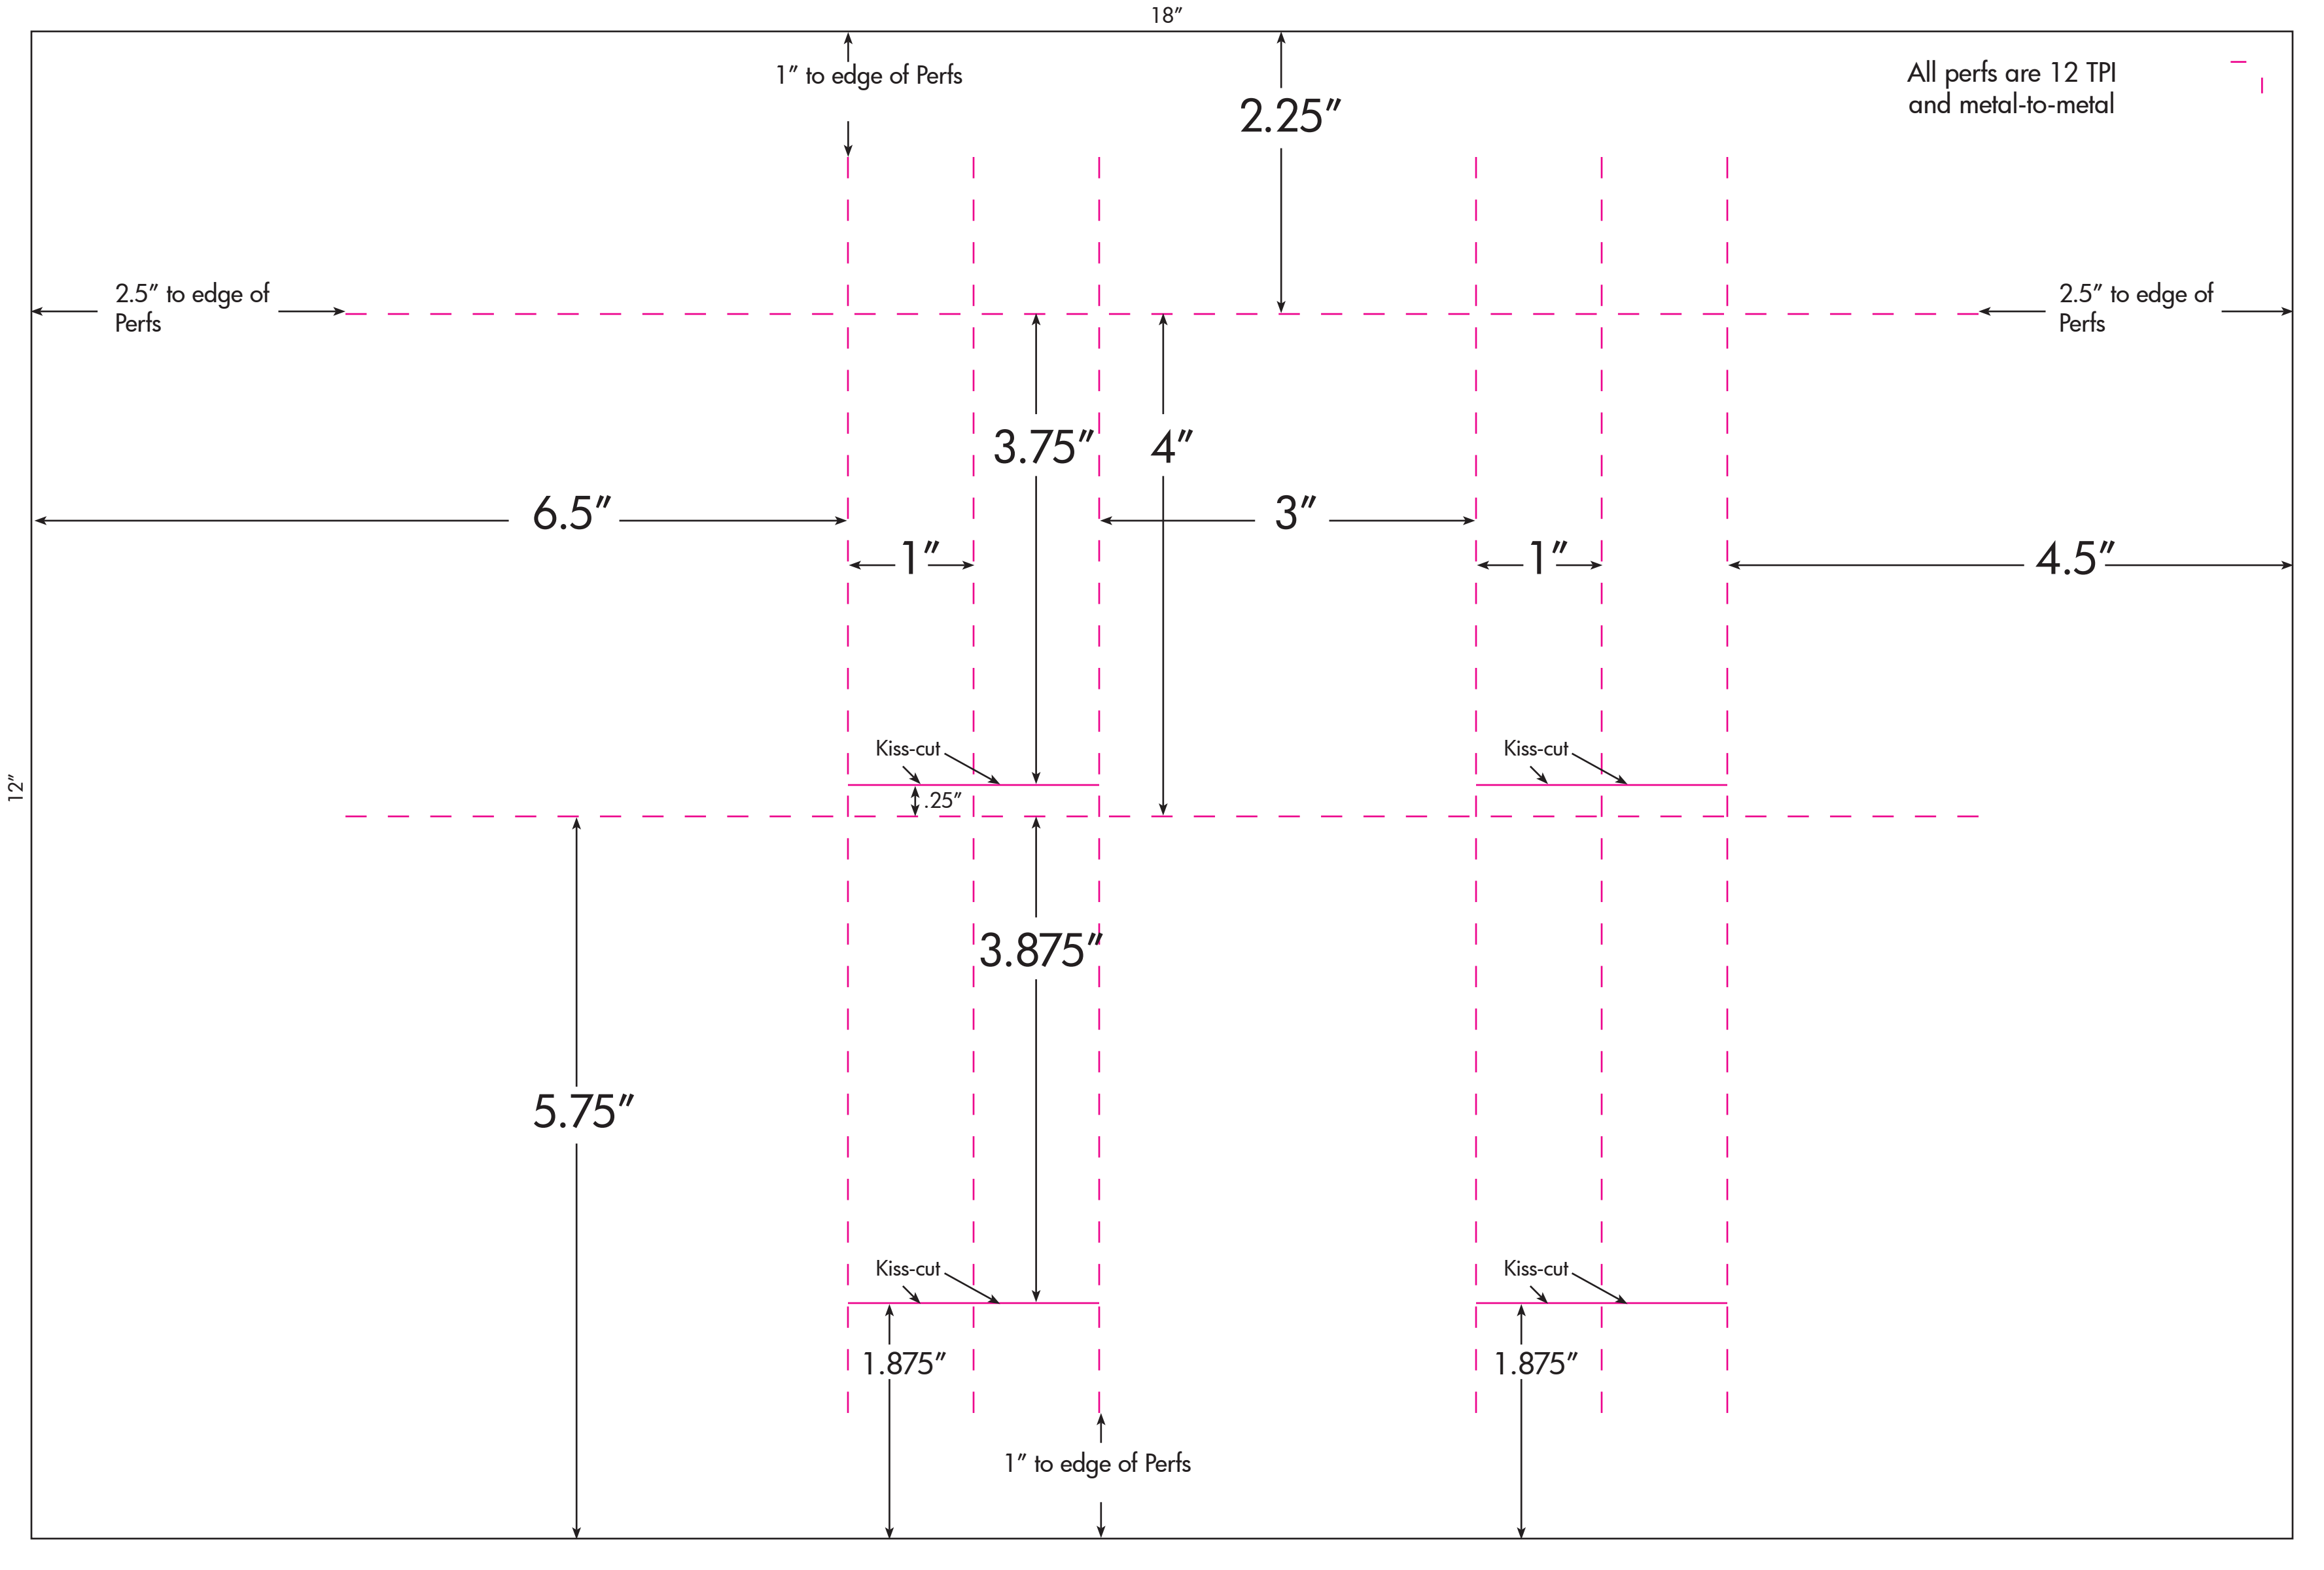 18″
1″ to edge of Perfs
2.25″
All perfs are 12 TPI
and metal-to-metal
2.5″ to edge of
Perfs
2.5″ to edge of
Perfs
3.75″
4″
6.5″
3″
1″
1″
4.5″
Kiss-cut
Kiss-cut
12″
.25″
3.875″
5.75″
Kiss-cut
Kiss-cut
1.875″
1.875″
1″ to edge of Perfs